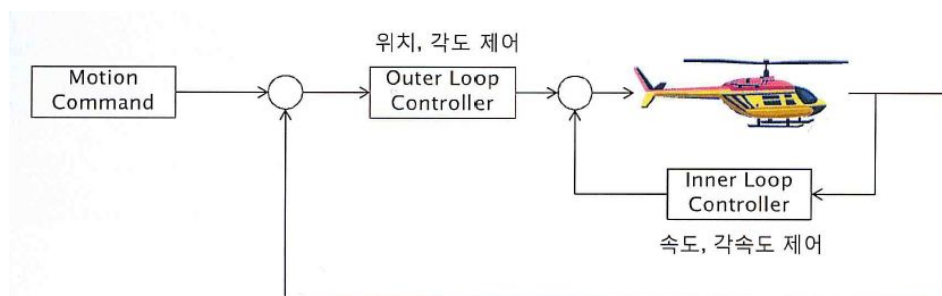 위치, 각도 제어
Motion
Command
Outer Loop
Controller
Inner Loop
Controller
속도, 각속도 제어